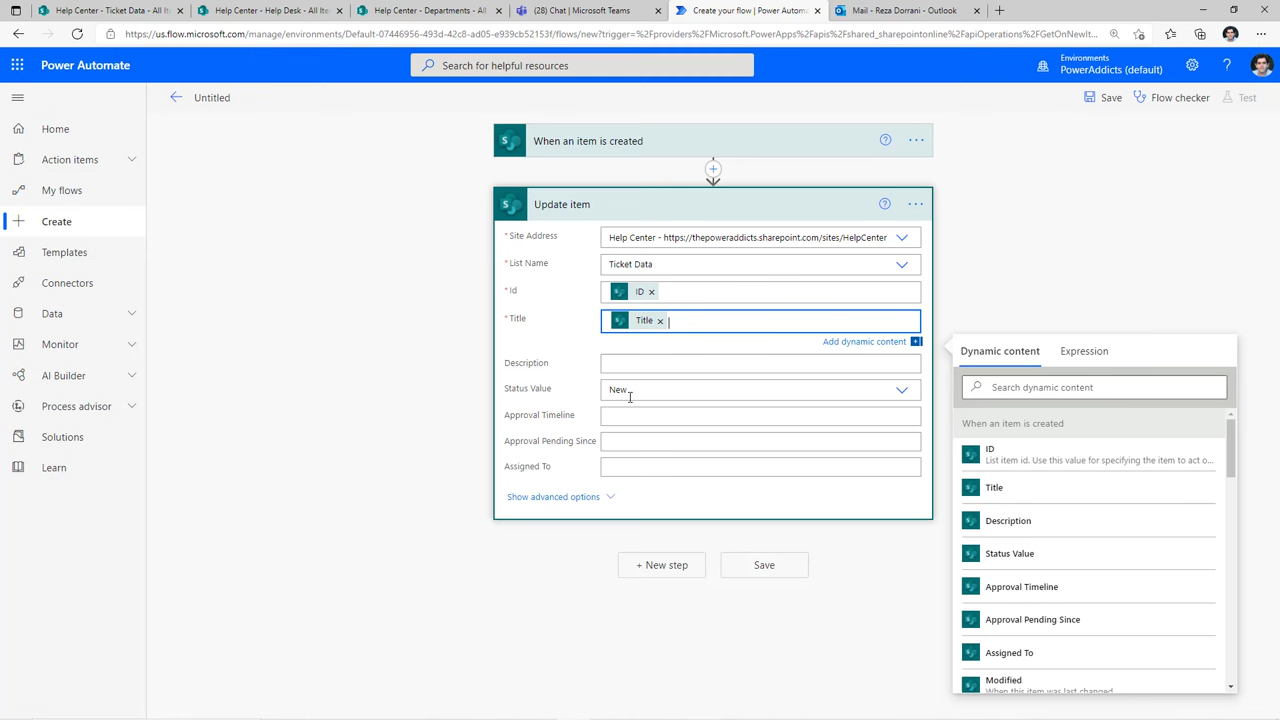 Help Center - Ticket Data - All Ite
Help Center - Help Desk - All Item
Help Center - Departments - All It
(28) Chat | Microsoft Teams
Create your flow | Power Automa
Mail - Reza Dorrani - Outlook
https://us.flow.microsoft.com/manage/environments/Default-07446956-493d-42c8-ad05-e939cb52153f/flows/new?trigger=%2Fproviders%2FMicrosoft.PowerApps%2Fapis%2Fshared_sharepointonline%2FapiOperations%2FGetOnNewIt...
Power Automate
Search for helpful resources
Environments
PowerAddicts (default)
Untitled
Save
Flow checker
Test
Home
Action items
My flows
Create
Templates
Connectors
Data
Monitor
AI Builder
Process advisor
Solutions
Learn
When an item is created
Update item
* Site Address
Help Center - https://thepoweraddicts.sharepoint.com/sites/HelpCenter
* List Name
Ticket Data
* Id
ID
* Title
Title
Add dynamic content
Description
Status Value
New
Approval Timeline
Approval Pending Since
Assigned To
Show advanced options
+ New step
Save
Dynamic content
Expression
Search dynamic content
When an item is created
ID
List item id. Use this value for specifying the item to act o...
Title
Description
Status Value
Approval Timeline
Approval Pending Since
Assigned To
Modified
When this item was last changed.